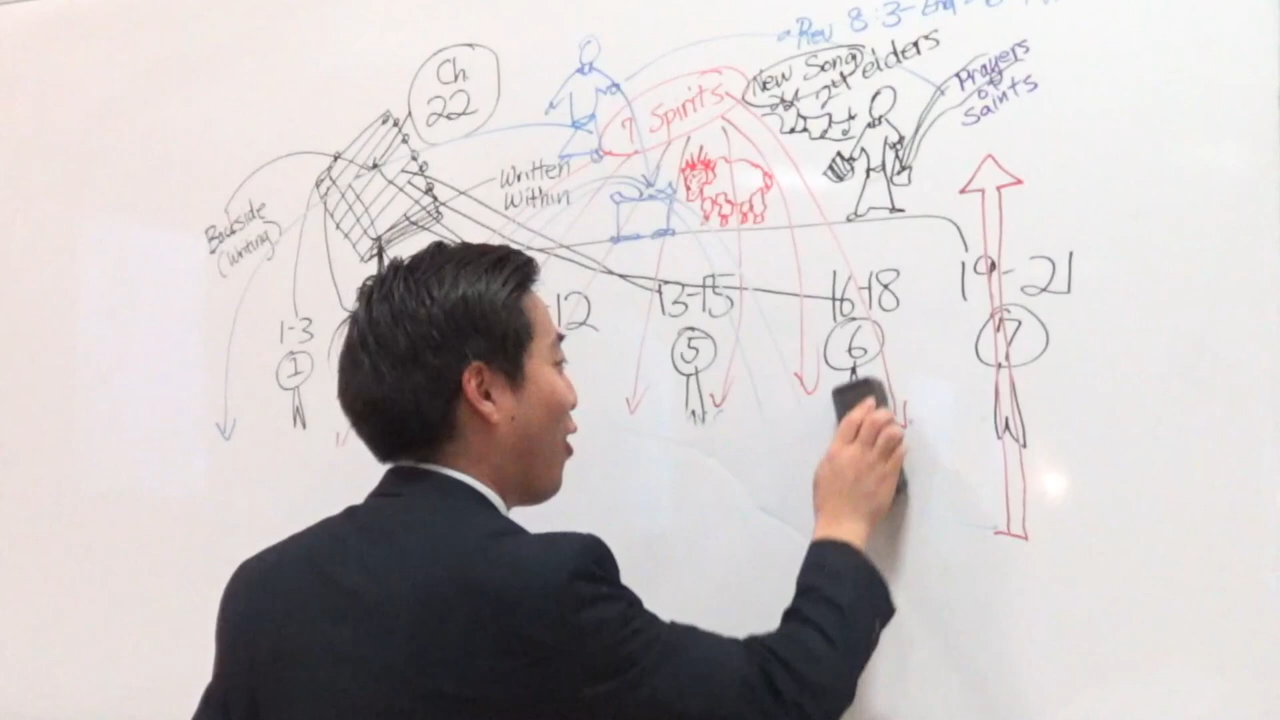 Rev 8:3-
Ch.
22
7 Spirits
New Song
24 elders
Prayers
of
Saints
Written
Within
Backside
(Writing)
1-3
12
13-15
16-18
19-21
1
5
6
7